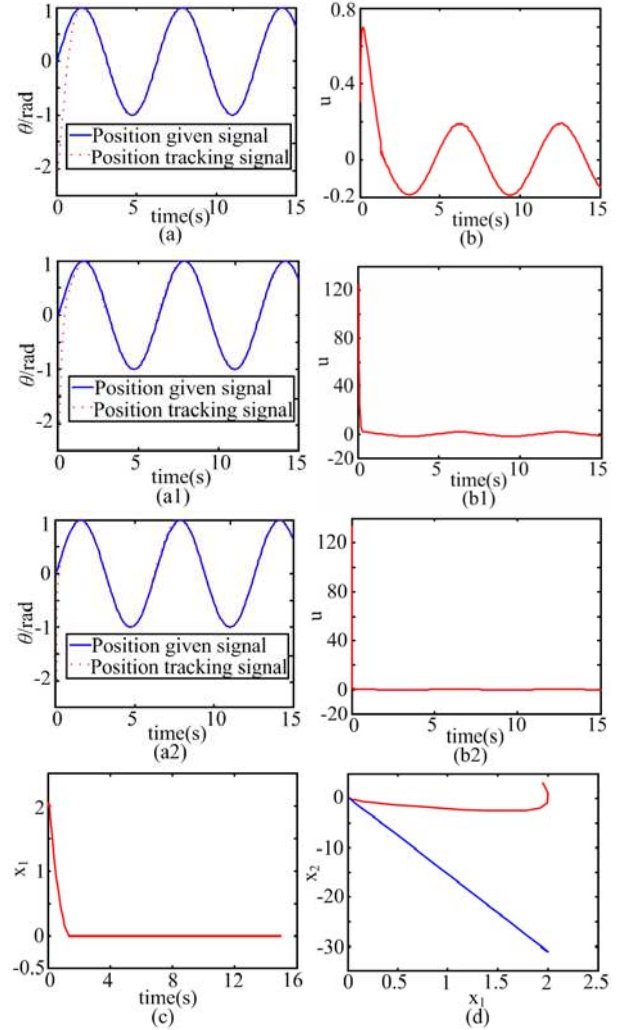 1
0
-1
-2
θ/rad
Position given signal
Position tracking signal
0 5 10 15
time(s)
(a)
0.8
0.4
0
-0.2
u
0 5 10 15
time(s)
(b)
1
0
-1
-2
θ/rad
Position given signal
Position tracking signal
0 5 10 15
time(s)
(a1)
120
80
40
0
-20
u
0 5 10 15
time(s)
(b1)
1
0
-1
-2
θ/rad
Position given signal
Position tracking signal
0 5 10 15
time(s)
(a2)
120
80
40
0
-20
u
0 5 10 15
time(s)
(b2)
2
1
0
-0.5
x1
0 4 8 12 16
time(s)
(c)
0
-10
-20
-30
x2
0 0.5 1 1.5 2 2.5
x1
(d)